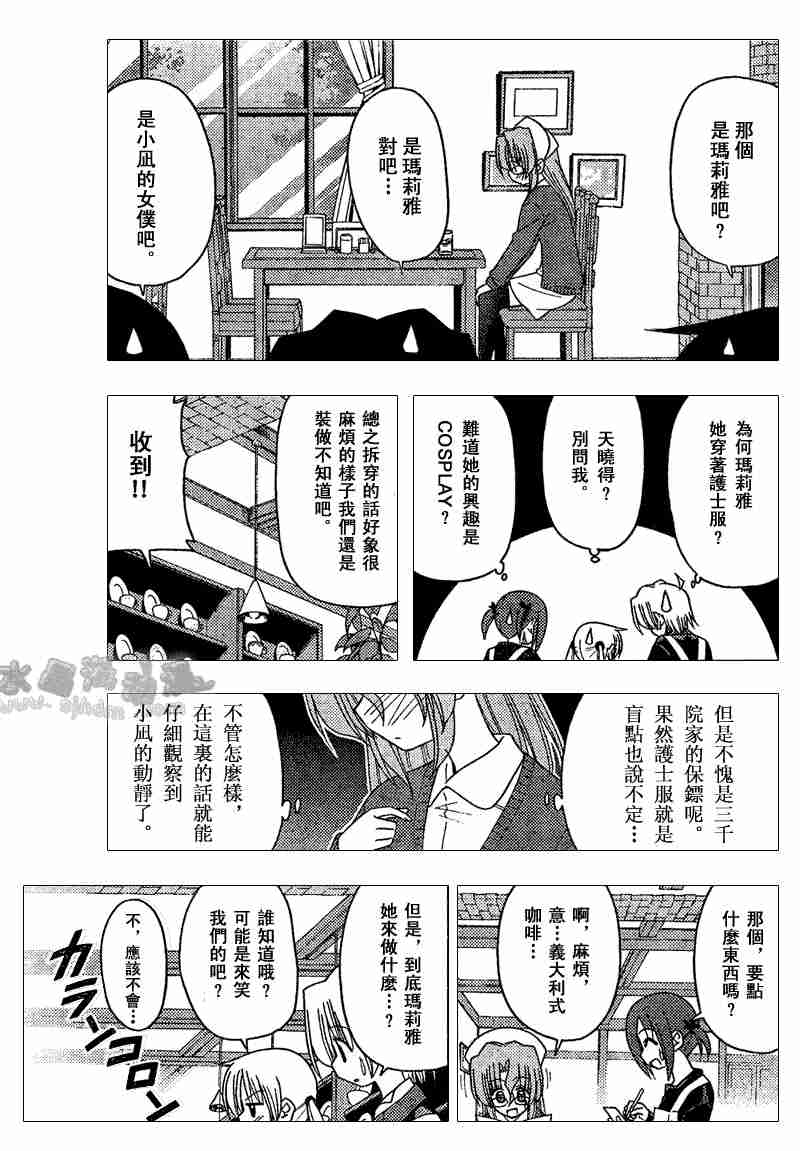 那個
是瑪莉雅吧？
是瑪莉雅
對吧…
是小凪的女僕吧。
為何瑪莉雅
她穿著護士服？
天曉得？
別問我。
難道她的興趣是
COSPLAY？
總之拆穿的話好象很
麻煩的樣子我們還是
裝做不知道吧。
收到!!
但是不愧是三千
院家的保鏢呢。
果然護士服就是
盲點也說不定…
不管怎麼樣，
在這裏的話就能
仔細觀察到
小凪的動靜了。
那個，要點
什麼東西嗎？
啊，麻煩，
意…義大利式
咖啡…
但是，到底瑪莉雅
她來做什麼…？
誰知道哦？
可能是來笑
我們的吧？
不，應該不會…
カランコロン